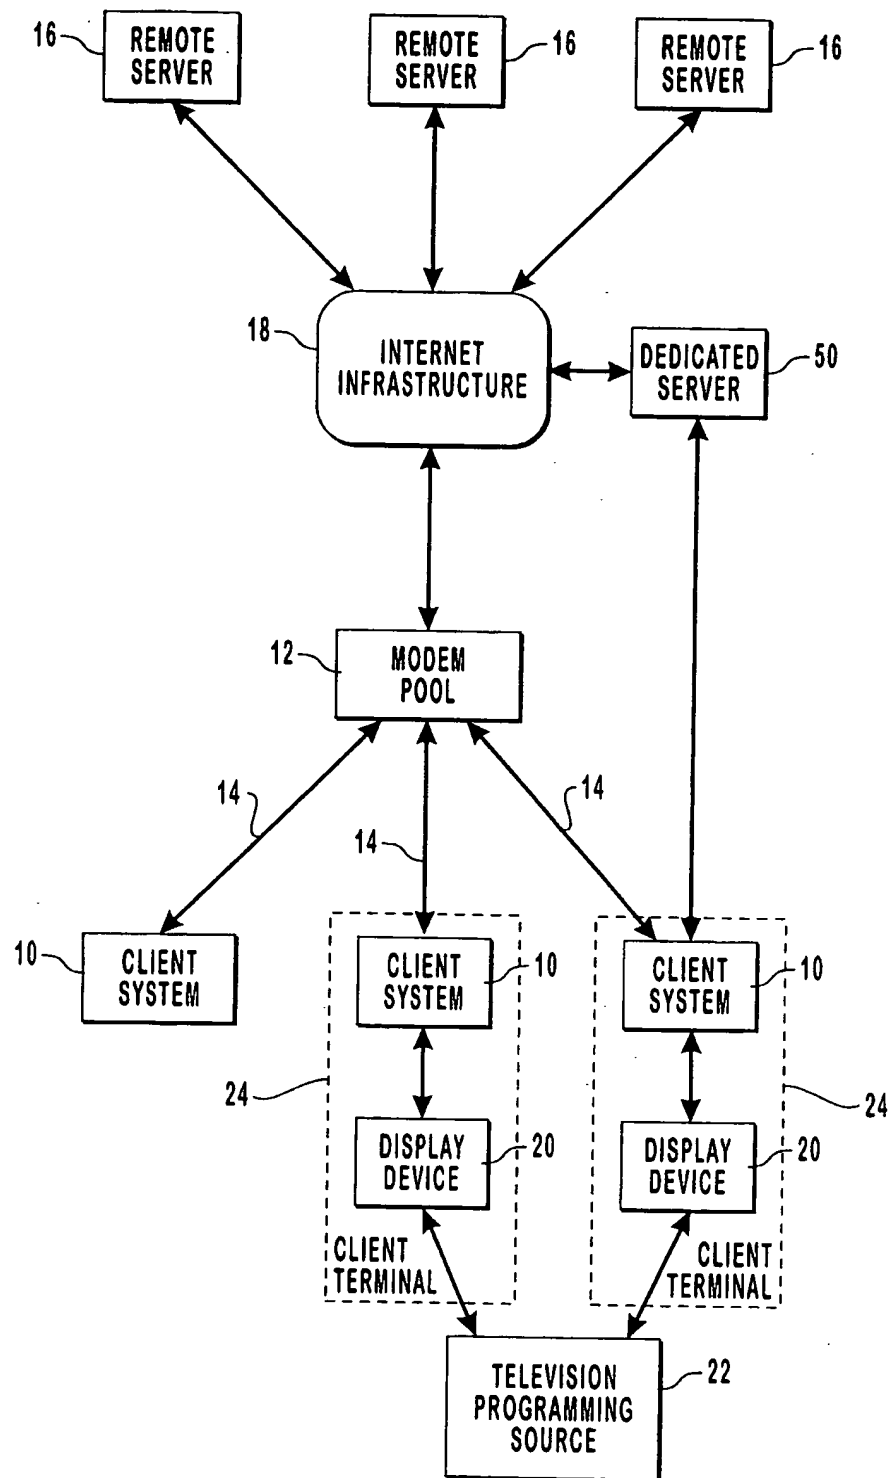 16
REMOTE
SERVER
REMOTE
SERVER
16
REMOTE
SERVER
16
18
INTERNET
INFRASTRUCTURE
DEDICATED
SERVER
50
12
MODEM
POOL
14
14
14
10
CLIENT
SYSTEM
CLIENT
SYSTEM
10
CLIENT
SYSTEM
10
24
24
DISPLAY
DEVICE
20
DISPLAY
DEVICE
20
CLIENT
TERMINAL
CLIENT
TERMINAL
TELEVISION
PROGRAMMING
SOURCE
22